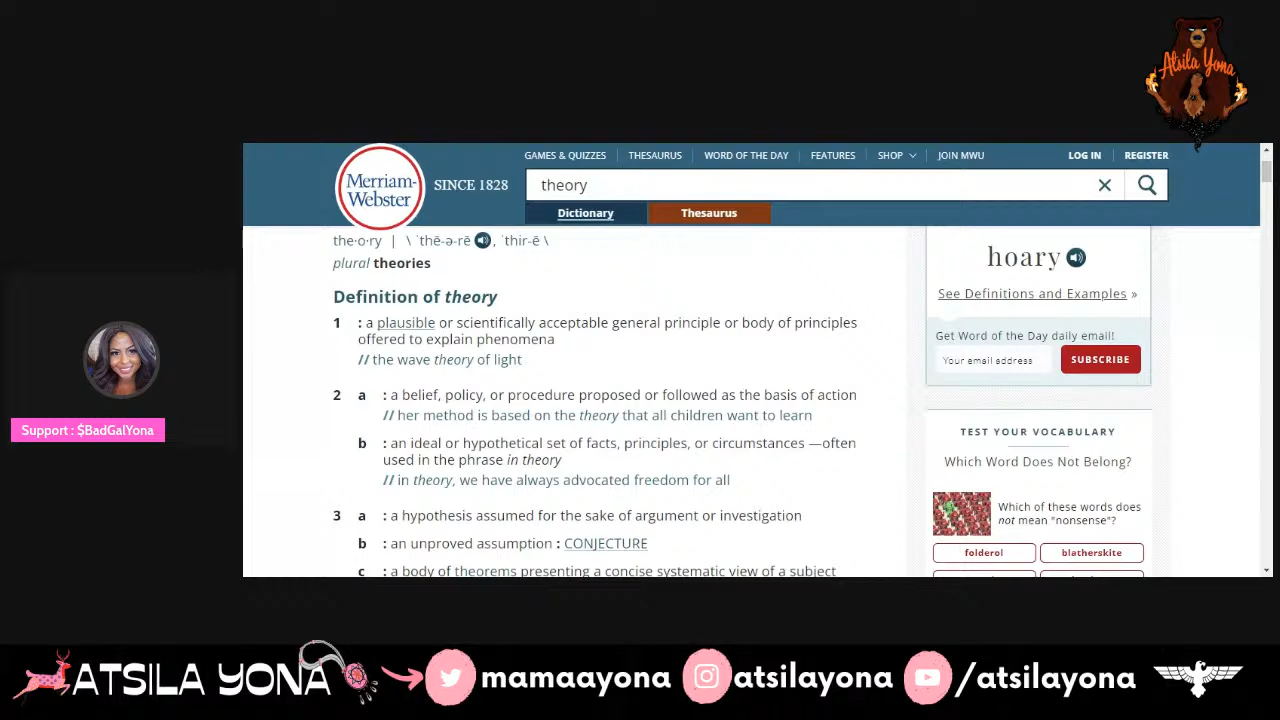 Atsila Yona
GAMES & QUIZZES THESAURUS WORD OF THE DAY FEATURES SHOP JOIN MWU LOG IN REGISTER
Merriam-
Webster
SINCE 1828
theory
Dictionary Thesaurus
the·o·ry | \ ˈthē-ə-rē , ˈthir-ē \
plural theories
Definition of theory
1 : a plausible or scientifically acceptable general principle or body of principles
offered to explain phenomena
// the wave theory of light
2 a : a belief, policy, or procedure proposed or followed as the basis of action
// her method is based on the theory that all children want to learn
b : an ideal or hypothetical set of facts, principles, or circumstances —often
used in the phrase in theory
// in theory, we have always advocated freedom for all
3 a : a hypothesis assumed for the sake of argument or investigation
b : an unproved assumption : CONJECTURE
c : a body of theorems presenting a concise systematic view of a subject
hoary
See Definitions and Examples »
Get Word of the Day daily email!
Your email address SUBSCRIBE
TEST YOUR VOCABULARY
Which Word Does Not Belong?
Which of these words does
not mean "nonsense"?
folderol blatherskite
Support : $BadGalYona
ATSILA YONA mamaayona atsilayona /atsilayona